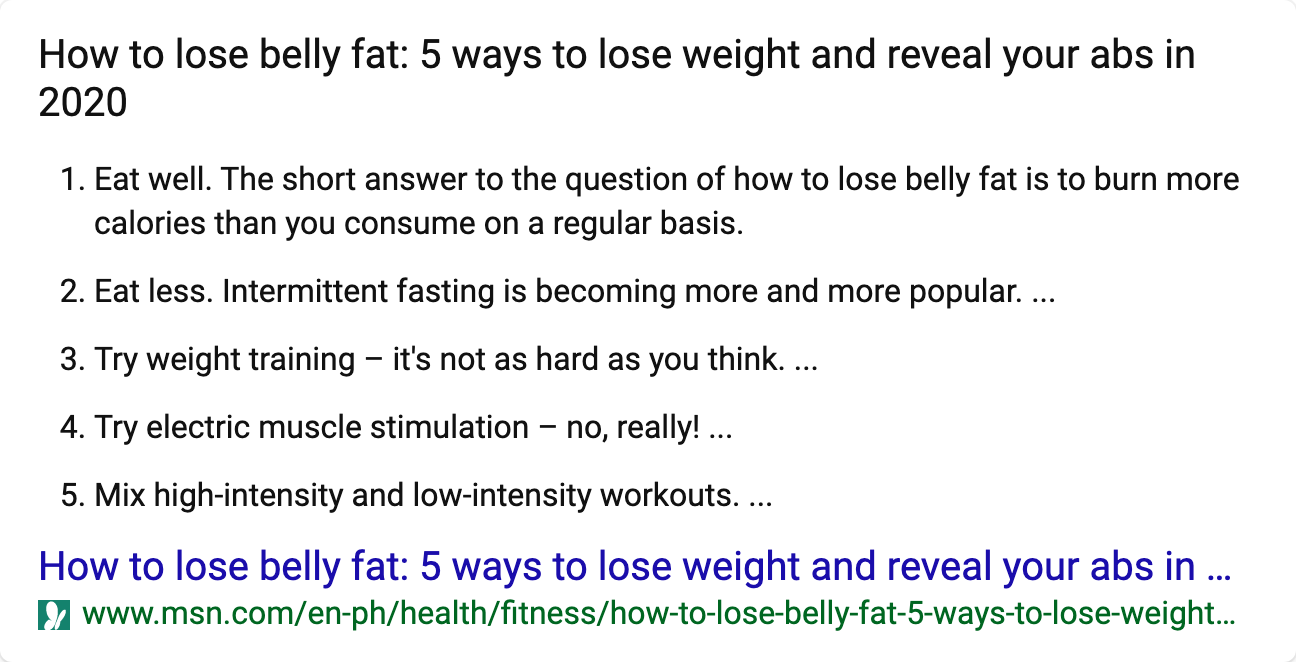 How to lose belly fat: 5 ways to lose weight and reveal your abs in
2020
1. Eat well. The short answer to the question of how to lose belly fat is to burn more
calories than you consume on a regular basis.
2. Eat less. Intermittent fasting is becoming more and more popular. ...
3. Try weight training – it's not as hard as you think. ...
4. Try electric muscle stimulation – no, really! ...
5. Mix high-intensity and low-intensity workouts. ...
How to lose belly fat: 5 ways to lose weight and reveal your abs in ...
www.msn.com/en-ph/health/fitness/how-to-lose-belly-fat-5-ways-to-lose-weight...